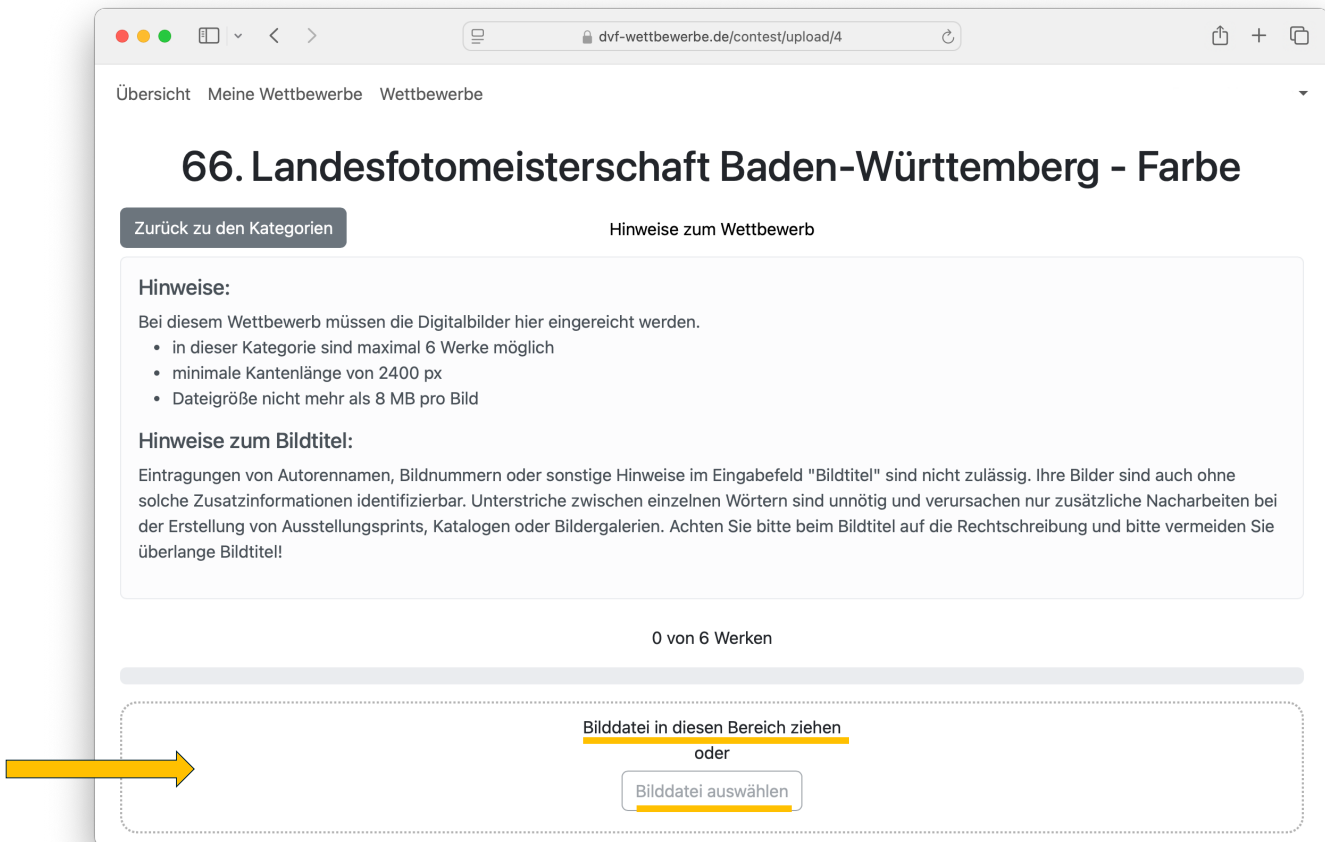 dvf-wettbewerbe.de/contest/upload/4
Übersicht Meine Wettbewerbe Wettbewerbe
66. Landesfotomeisterschaft Baden-Württemberg - Farbe
Zurück zu den Kategorien
Hinweise zum Wettbewerb
Hinweise:
Bei diesem Wettbewerb müssen die Digitalbilder hier eingereicht werden.
• in dieser Kategorie sind maximal 6 Werke möglich
• minimale Kantenlänge von 2400 px
• Dateigröße nicht mehr als 8 MB pro Bild
Hinweise zum Bildtitel:
Eintragungen von Autorennamen, Bildnummern oder sonstige Hinweise im Eingabefeld "Bildtitel" sind nicht zulässig. Ihre Bilder sind auch ohne
solche Zusatzinformationen identifizierbar. Unterstriche zwischen einzelnen Wörtern sind unnötig und verursachen nur zusätzliche Nacharbeiten bei
der Erstellung von Ausstellungsprints, Katalogen oder Bildergalerien. Achten Sie bitte beim Bildtitel auf die Rechtschreibung und bitte vermeiden Sie
überlange Bildtitel!
0 von 6 Werken
Bilddatei in diesen Bereich ziehen
oder
Bilddatei auswählen